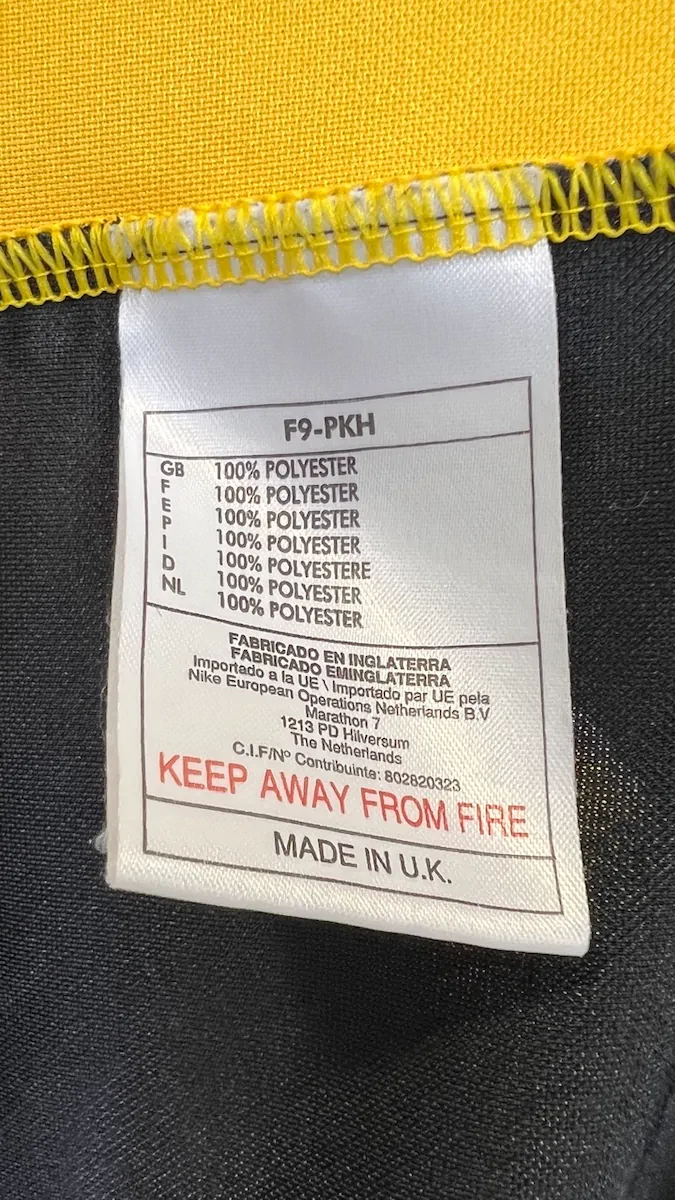 F9-PKH
GB 100% POLYESTER
F 100% POLYESTER
E 100% POLYESTER
P 100% POLYESTER
I 100% POLYESTERE
D 100% POLYESTER
NL 100% POLYESTER
FABRICADO EN INGLATERRA
FABRICADO EMINGLATERRA
Importado a la UE \ Importado par UE pela
Nike European Operations Netherlands B.V
Marathon 7
1213 PD Hilversum
The Netherlands
C.I.F/Nº Contribuinte: 802820323
KEEP AWAY FROM FIRE
MADE IN U.K.